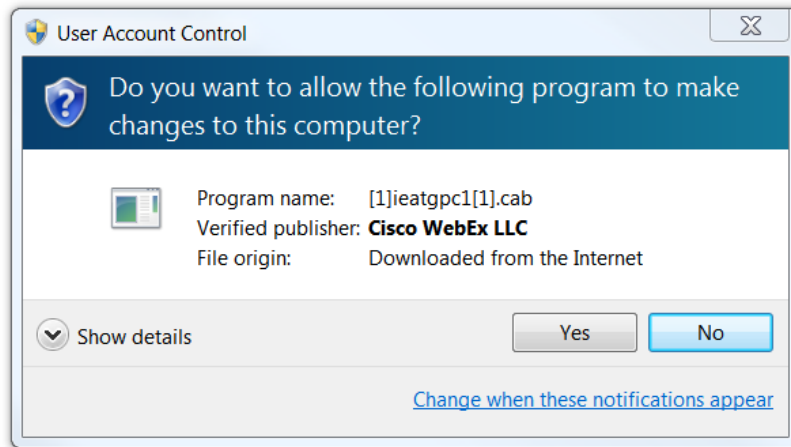 User Account Control
Do you want to allow the following program to make
changes to this computer?
Program name: [1]ieatgpc1[1].cab
Verified publisher: Cisco WebEx LLC
File origin: Downloaded from the Internet
Show details
Yes
No
Change when these notifications appear